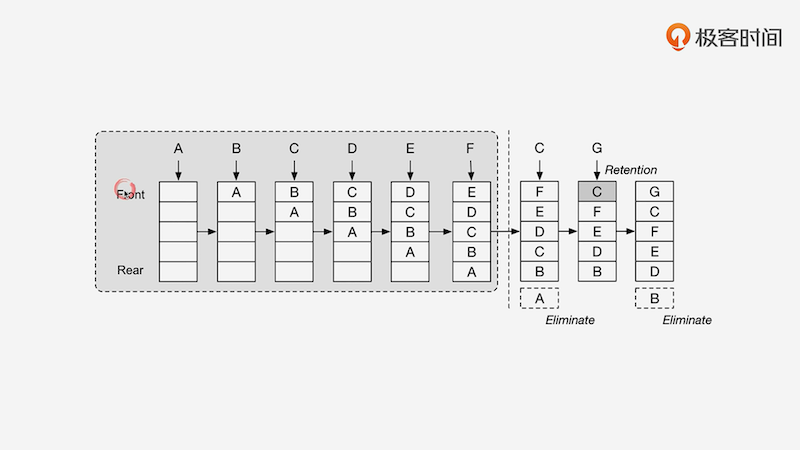 极客时间
A B C D E F C G
Retention
Front A B C D E F C G
A B C D E F C
A B C D E F
A B C D E
Rear A B B D
A B
Eliminate Eliminate